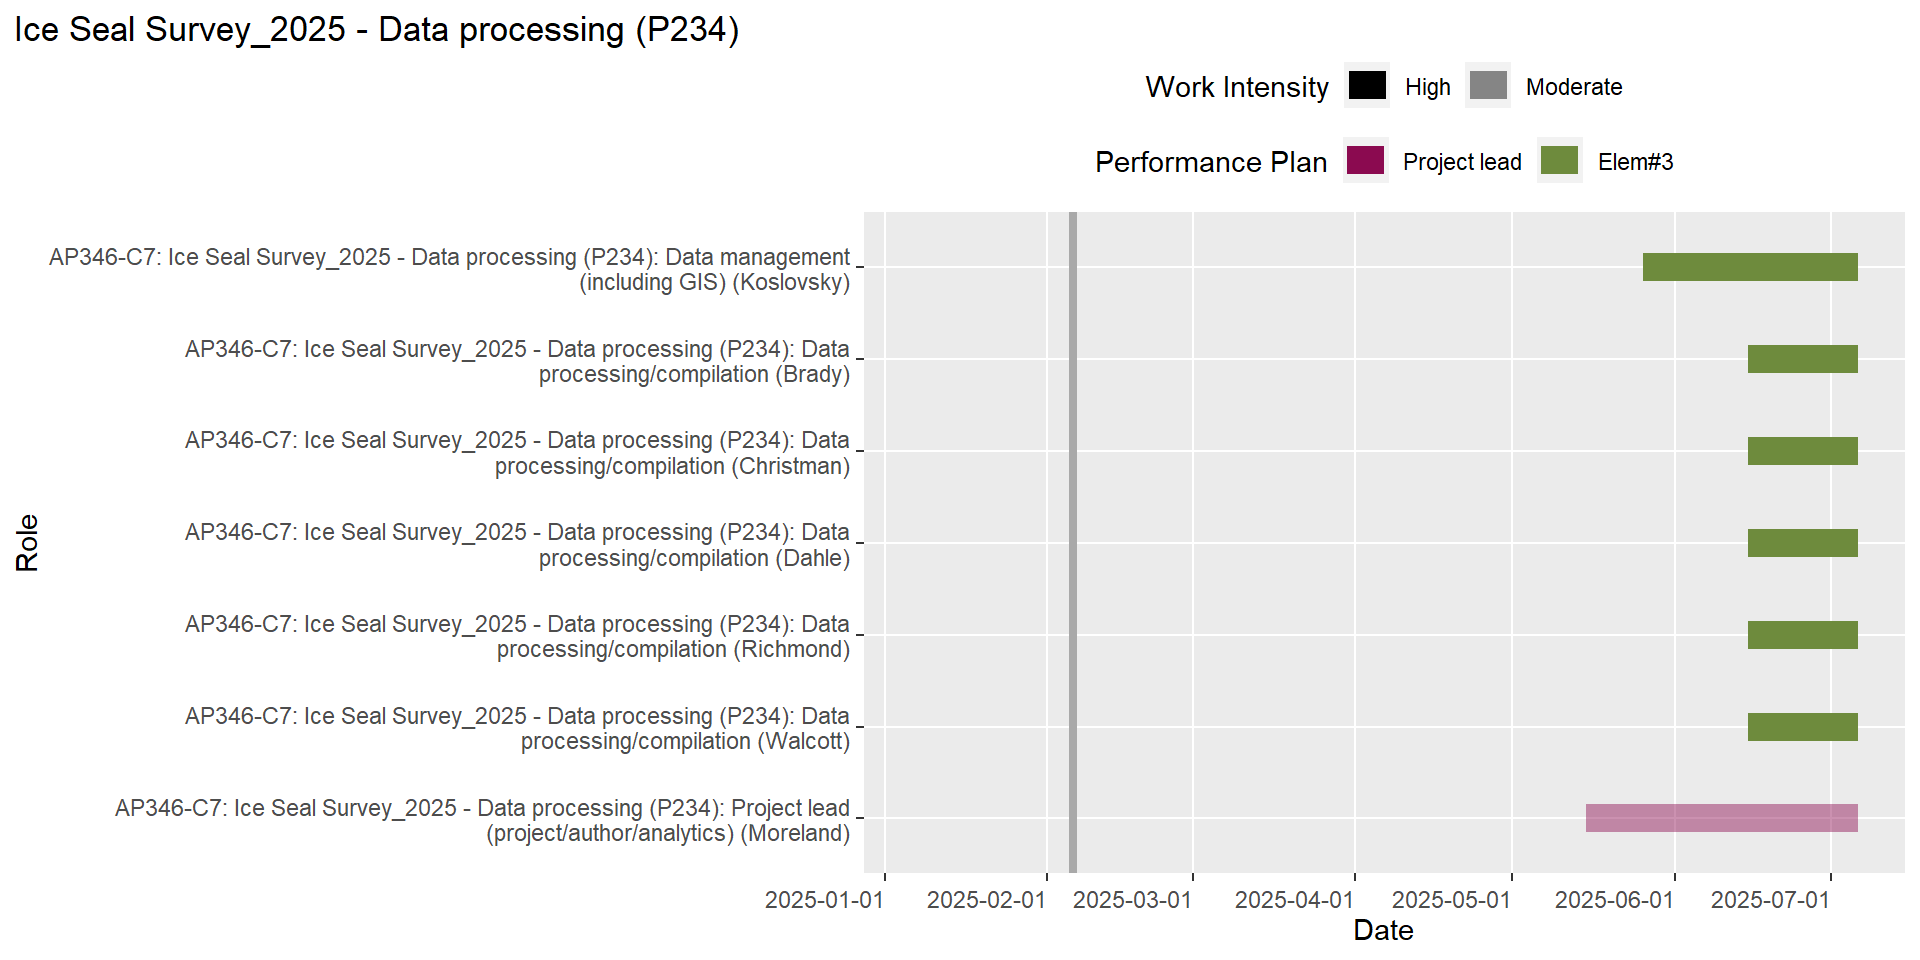 Ice Seal Survey_2025 - Data processing (P234)
Work Intensity High Moderate
Performance Plan Project lead Elem#3
AP346-C7: Ice Seal Survey_2025 - Data processing (P234): Data management
(including GIS) (Koslovsky)
AP346-C7: Ice Seal Survey_2025 - Data processing (P234): Data
processing/compilation (Brady)
AP346-C7: Ice Seal Survey_2025 - Data processing (P234): Data
processing/compilation (Christman)
AP346-C7: Ice Seal Survey_2025 - Data processing (P234): Data
processing/compilation (Dahle)
AP346-C7: Ice Seal Survey_2025 - Data processing (P234): Data
processing/compilation (Richmond)
AP346-C7: Ice Seal Survey_2025 - Data processing (P234): Data
processing/compilation (Walcott)
AP346-C7: Ice Seal Survey_2025 - Data processing (P234): Project lead
(project/author/analytics) (Moreland)
Role
2025-01-01 2025-02-01 2025-03-01 2025-04-01 2025-05-01 2025-06-01 2025-07-01
Date